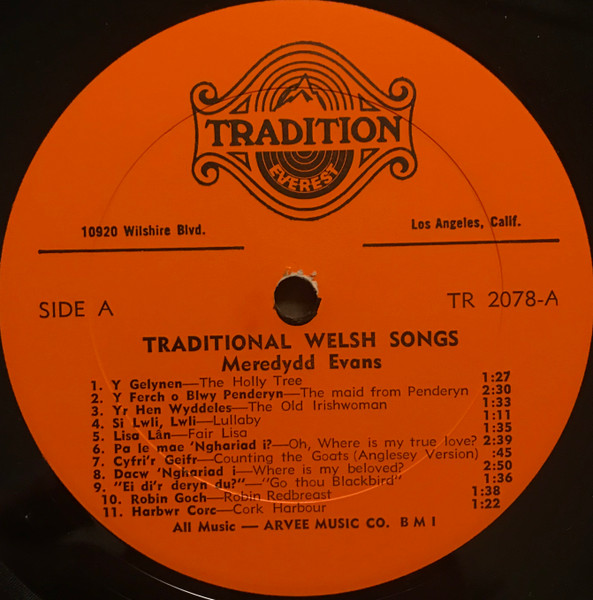 TRADITION
EVEREST
10920 Wilshire Blvd. Los Angeles, Calif.
SIDE A TR 2078-A
TRADITIONAL WELSH SONGS
Meredydd Evans
1. Y Gelynen—The Holly Tree 1:27
2. Y Ferch o Blwy Penderyn—The maid from Penderyn 2:30
3. Yr Hen Wyddeles—The Old Irishwoman 1:33
4. Si Lwli, Lwli—Lullaby 1:11
5. Lisa Lân—Fair Lisa 1:35
6. Pa le mae 'Nghariad i?—Oh, Where is my true love? 2:39
7. Cyfri'r Geifr—Counting the Goats (Anglesey Version) :45
8. Dacw 'Nghariad i—Where is my beloved? 2:50
9. "Ei di'r deryn du?"—"Go thou Blackbird" 1:36
10. Robin Goch—Robin Redbreast 1:38
11. Harbwr Corc—Cork Harbour 1:22
All Music — ARVEE MUSIC CO. B M I